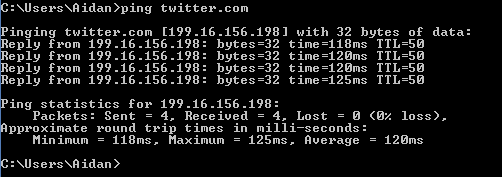 C:\Users\Aidan>ping twitter.com
Pinging twitter.com [199.16.156.198] with 32 bytes of data:
Reply from 199.16.156.198: bytes=32 time=118ms TTL=50
Reply from 199.16.156.198: bytes=32 time=120ms TTL=50
Reply from 199.16.156.198: bytes=32 time=120ms TTL=50
Reply from 199.16.156.198: bytes=32 time=125ms TTL=50
Ping statistics for 199.16.156.198:
    Packets: Sent = 4, Received = 4, Lost = 0 (0% loss),
Approximate round trip times in milli-seconds:
    Minimum = 118ms, Maximum = 125ms, Average = 120ms
C:\Users\Aidan>